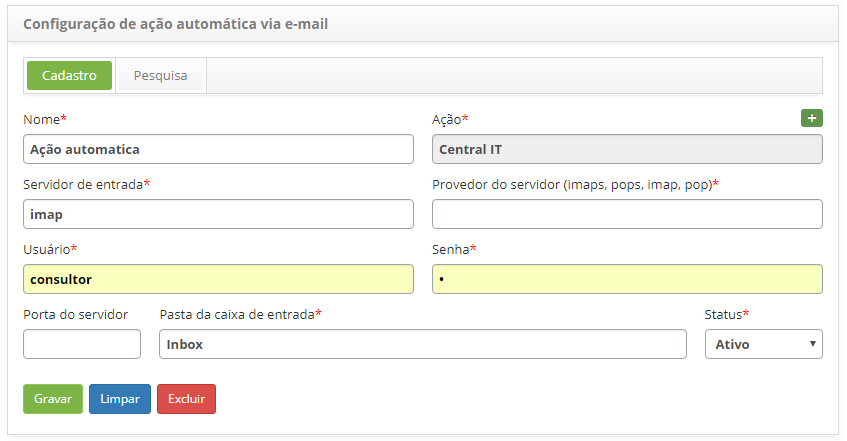 Configuração de ação automática via e-mail
Cadastro Pesquisa
Nome* Ação* +
Ação automatica Central IT
Servidor de entrada* Provedor do servidor (imaps, pops, imap, pop)*
imap
Usuário* Senha*
consultor •
Porta do servidor Pasta da caixa de entrada* Status*
Inbox Ativo
Gravar Limpar Excluir